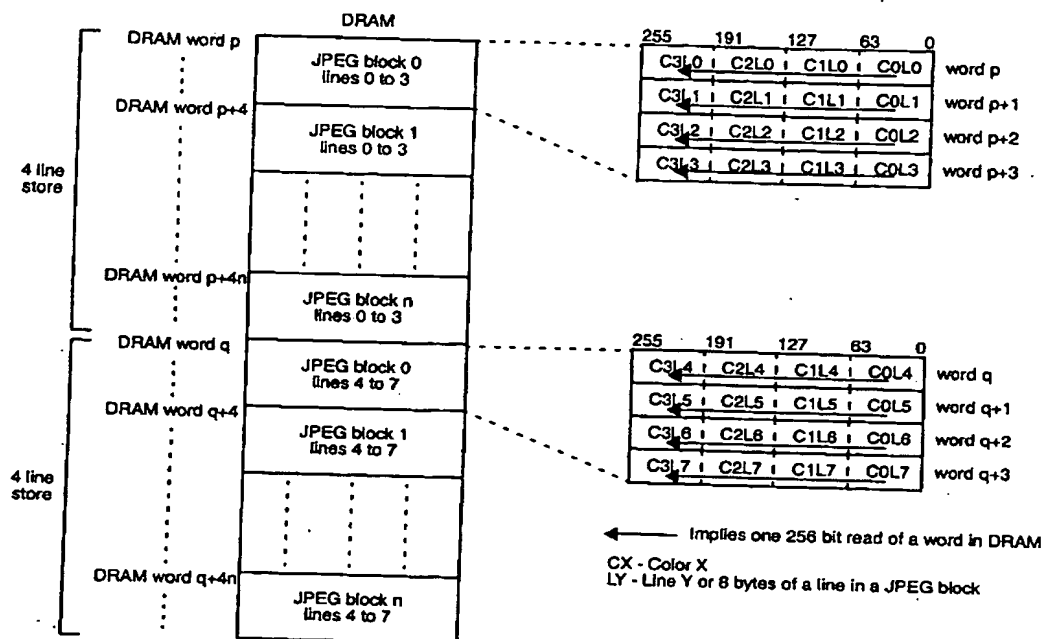 DRAM
DRAM word p
JPEG block 0
lines 0 to 3
DRAM word p+4
JPEG block 1
lines 0 to 3
4 line
store
DRAM word p+4n
JPEG block n
lines 0 to 3
DRAM word q
JPEG block 0
lines 4 to 7
DRAM word q+4
JPEG block 1
lines 4 to 7
4 line
store
DRAM word q+4n
JPEG block n
lines 4 to 7
255 191 127 63 0
C3L0 C2L0 C1L0 C0L0 word p
C3L1 C2L1 C1L1 C0L1 word p+1
C3L2 C2L2 C1L2 C0L2 word p+2
C3L3 C2L3 C1L3 C0L3 word p+3
255 191 127 63 0
C3L4 C2L4 C1L4 C0L4 word q
C3L5 C2L5 C1L5 C0L5 word q+1
C3L6 C2L6 C1L6 C0L6 word q+2
C3L7 C2L7 C1L7 C0L7 word q+3
Implies one 256 bit read of a word in DRAM
CX - Color X
LY - Line Y or 8 bytes of a line in a JPEG block